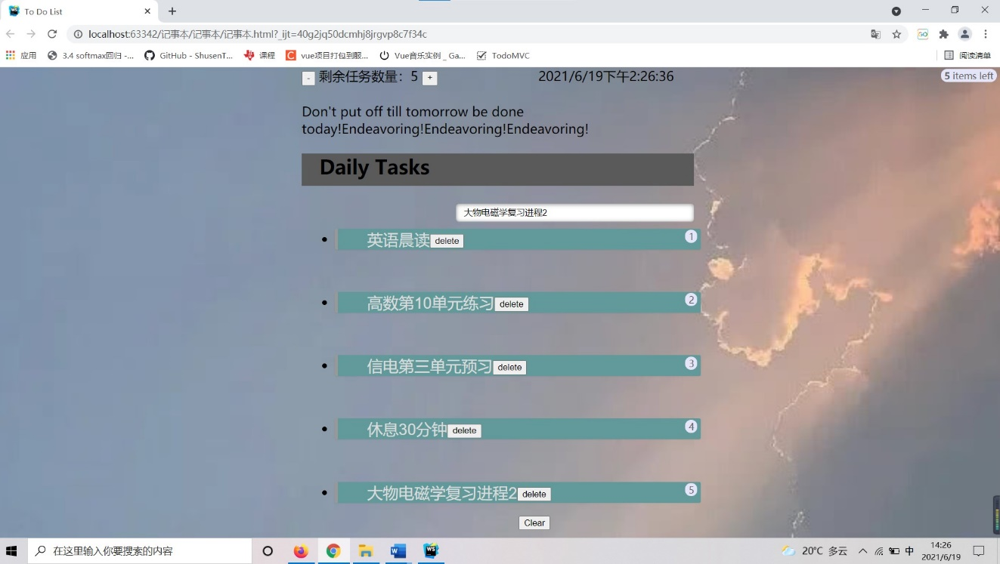 To Do List
localhost:63342/记事本/记事本/记事本.html?_ijt=40g2jq50dcmhj8jrgvp8c7f34c
应用 3.4 softmax回归 -... GitHub - ShusenT... 课程 vue项目打包到服... Vue音乐实例 _ Ga... TodoMVC 阅读清单
- 剩余任务数量：5 + 2021/6/19下午2:26:36 5 items left
Don't put off till tomorrow be done
today!Endeavoring!Endeavoring!Endeavoring!
Daily Tasks
大物电磁学复习进程2
英语晨读 delete 1
高数第10单元练习 delete 2
信电第三单元预习 delete 3
休息30分钟 delete 4
大物电磁学复习进程2 delete 5
Clear
在这里输入你要搜索的内容 20°C 多云 中 14:26
2021/6/19